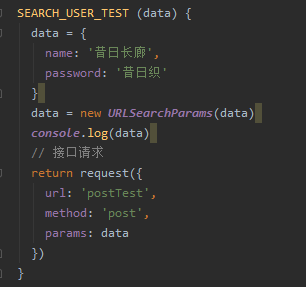 SEARCH_USER_TEST (data) {
data = {
name: '昔日长廊',
password: '昔日织'
}
data = new URLSearchParams(data)
console.log(data)
// 接口请求
return request({
url: 'postTest',
method: 'post',
params: data
})
}